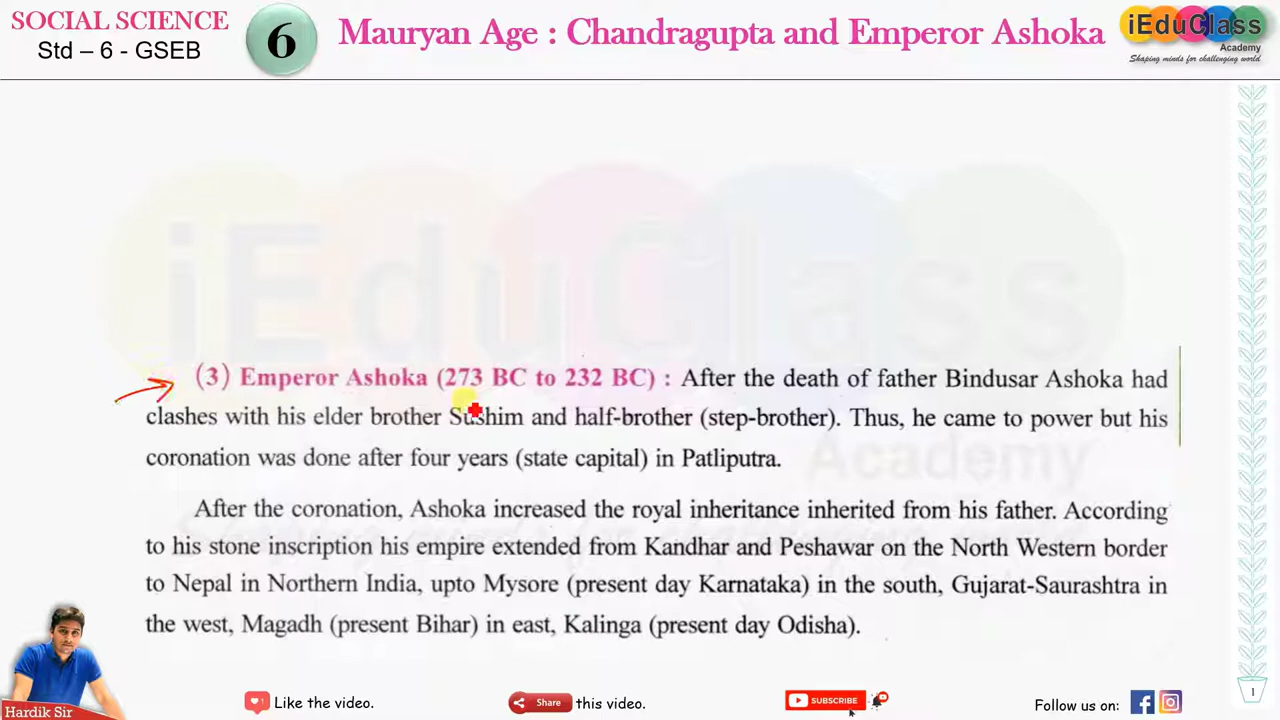 SOCIAL SCIENCE
Std – 6 - GSEB
6
Mauryan Age : Chandragupta and Emperor Ashoka
iEduClass
Academy
Shaping minds for challenging world
iEduClass
(3) Emperor Ashoka (273 BC to 232 BC) : After the death of father Bindusar Ashoka had
clashes with his elder brother Sushim and half-brother (step-brother). Thus, he came to power but his
coronation was done after four years (state capital) in Patliputra.
Academy
After the coronation, Ashoka increased the royal inheritance inherited from his father. According
to his stone inscription his empire extended from Kandhar and Peshawar on the North Western border
to Nepal in Northern India, upto Mysore (present day Karnataka) in the south, Gujarat-Saurashtra in
the west, Magadh (present Bihar) in east, Kalinga (present day Odisha).
Hardik Sir
Like the video.
Share this video.
SUBSCRIBE
Follow us on:
1